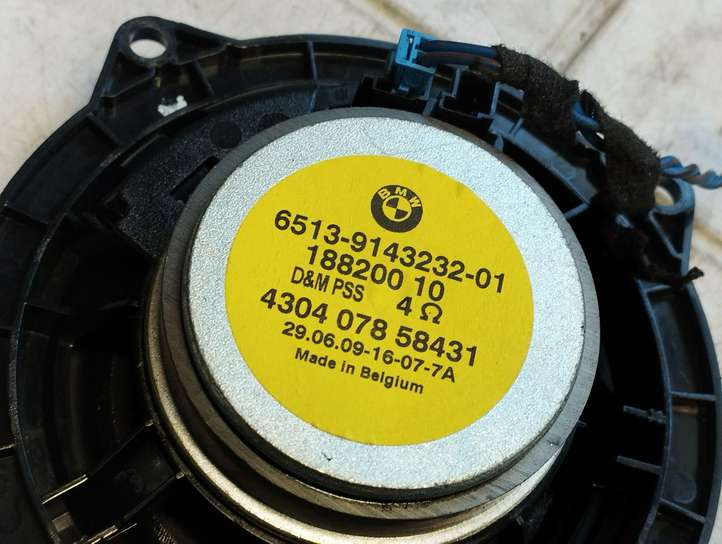 BMW
6513-9143232-01
188200 10
D&M PSS 4 Ω
4304 078 58431
29.06.09-16-07-7A
Made in Belgium